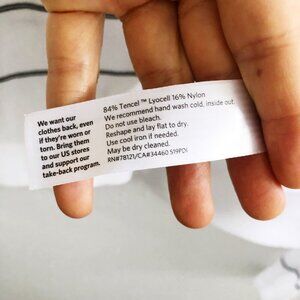 We want our
clothes back, even
if they're worn or
torn. Bring them
to our US stores
and support our
take-back program.
84% Tencel™ Lyocell 16% Nylon
We recommend hand wash cold, inside out.
Do not use bleach.
Reshape and lay flat to dry.
Use cool iron if needed.
May be dry cleaned.
RN#78121/CA#34460 S19PDI